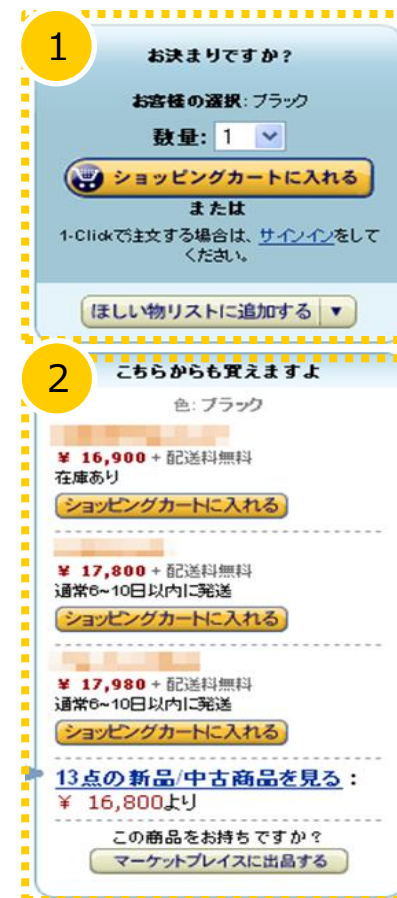 1
お決まりですか?
お客様の選択: ブラック
数量: 1
ショッピングカートに入れる
または
1-Clickで注文する場合は、サインインをして
ください。
ほしい物リストに追加する ▼
2
こちらからも買えますよ
色: ブラック
¥ 16,900 + 配送料無料
在庫あり
ショッピングカートに入れる
¥ 17,800 + 配送料無料
通常6~10日以内に発送
ショッピングカートに入れる
¥ 17,980 + 配送料無料
通常6~10日以内に発送
ショッピングカートに入れる
13点の新品/中古商品を見る:
¥ 16,800より
この商品をお持ちですか?
マーケットプレイスに出品する